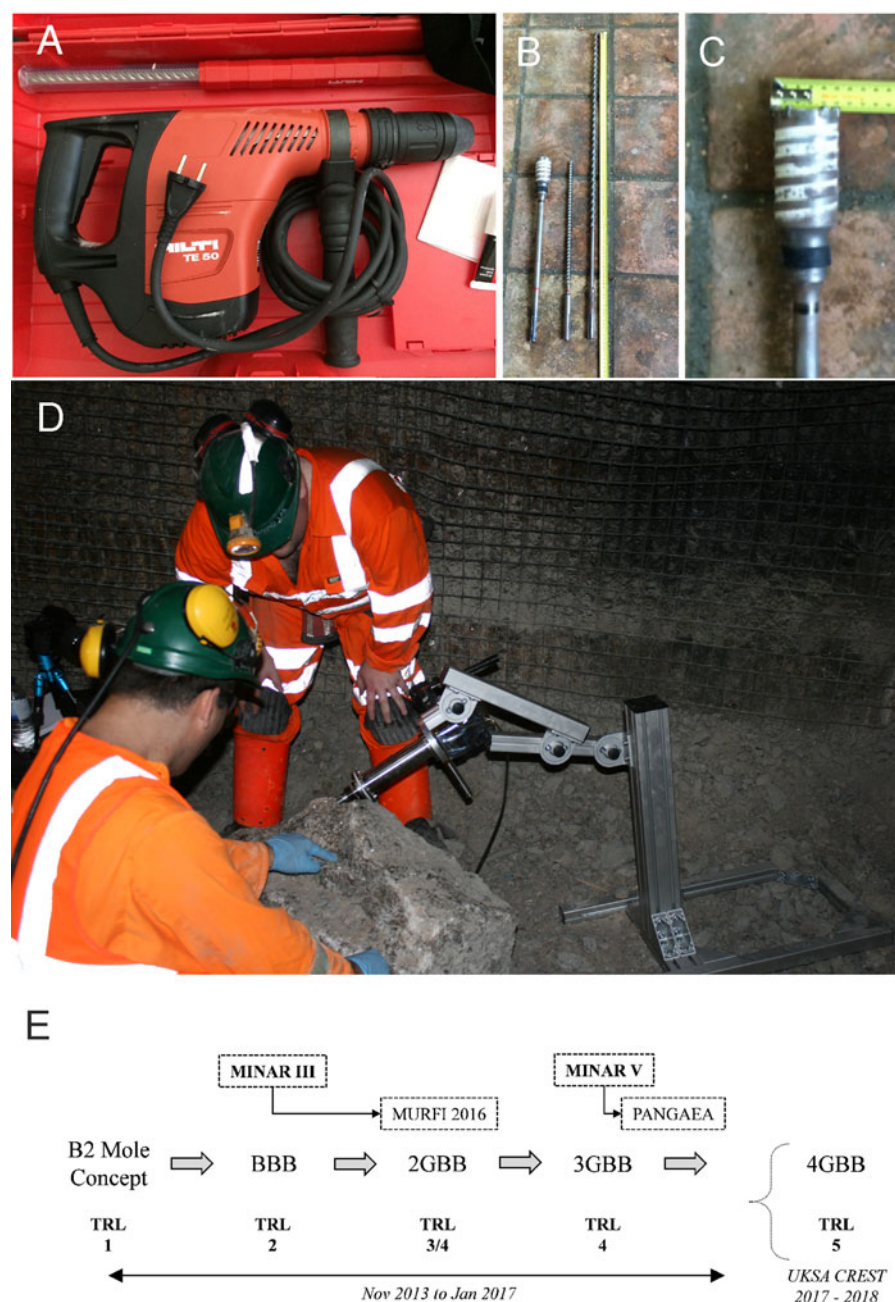 A
HILTI
TE 50
B
C
D
E
MINAR III
MINAR V
MURFI 2016
PANGAEA
B2 Mole
Concept
BBB
2GBB
3GBB
4GBB
TRL
1
TRL
2
TRL
3/4
TRL
4
TRL
5
Nov 2013 to Jan 2017
UKSA CREST
2017 - 2018